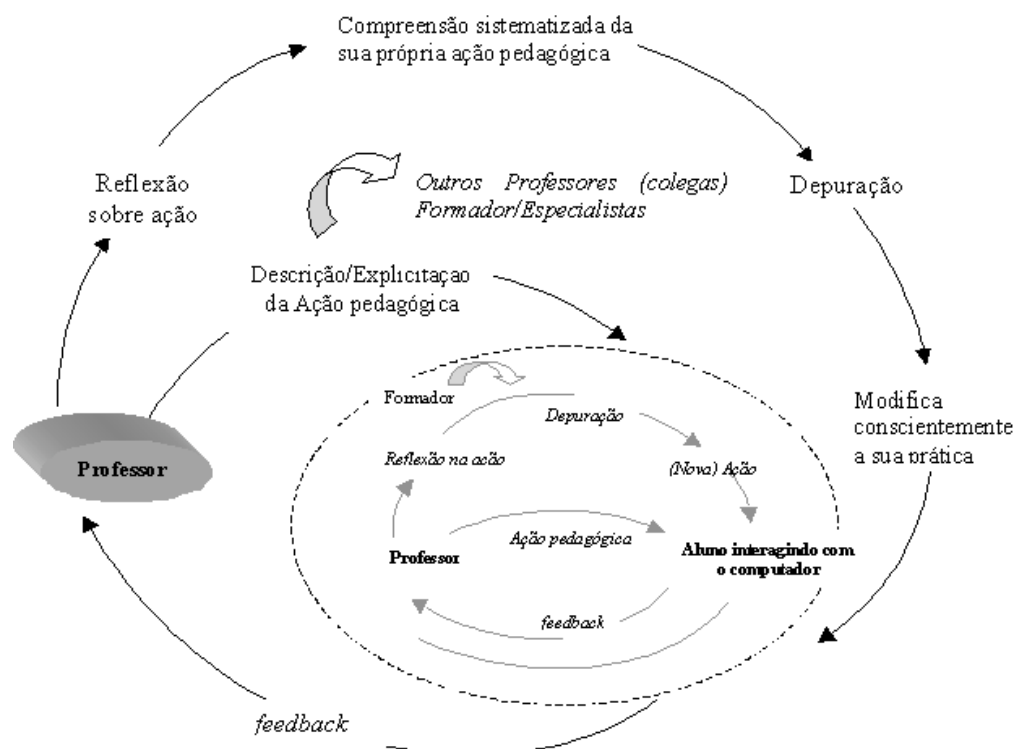 Compreensão sistematizada da
sua própria ação pedagógica
Reflexão
sobre ação
Outros Professores (colegas)
Formador/Especialistas
Depuração
Descrição/Explicitaçao
da Ação pedagógica
Formador
Depuração
Modifica
conscientemente
a sua prática
Professor
Reflexão na ação
(Nova) Ação
Ação pedagógica
Professor
Aluno interagindo com
o computador
feedback
feedback